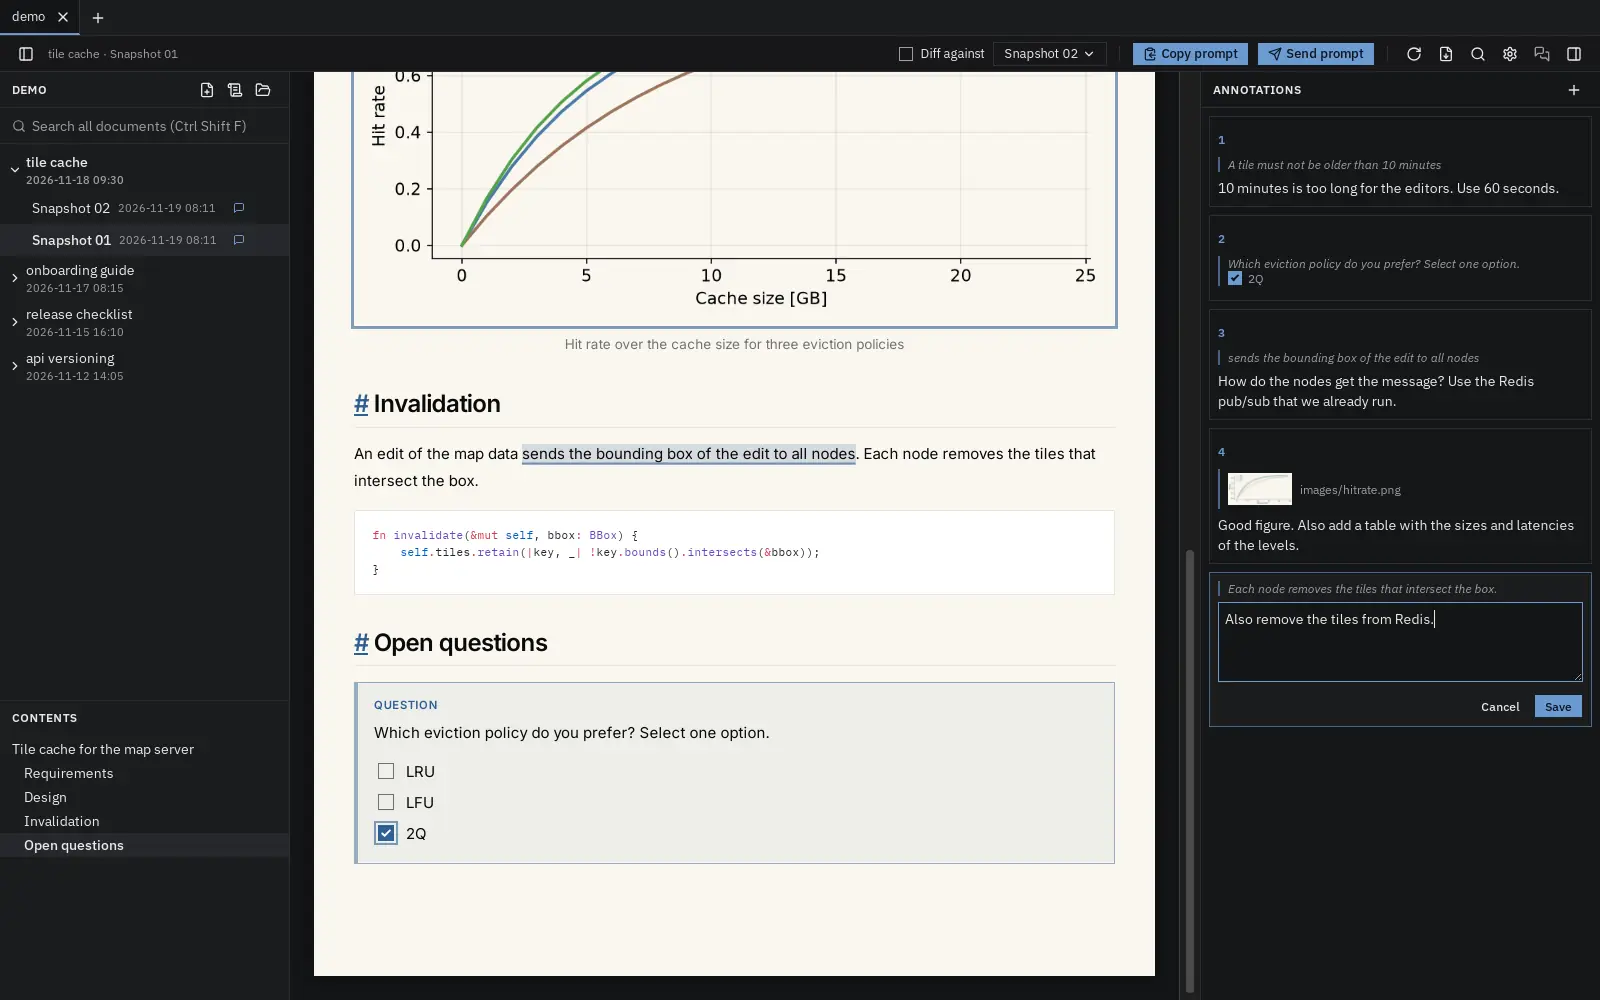 demo
tile cache · Snapshot 01
Diff against
Snapshot 02
Copy prompt
Send prompt
DEMO
Search all documents (Ctrl Shift F)
tile cache
2026-11-18 09:30
Snapshot 02 2026-11-19 08:11
Snapshot 01 2026-11-19 08:11
onboarding guide
2026-11-17 08:15
release checklist
2026-11-15 16:10
api versioning
2026-11-12 14:05
CONTENTS
Tile cache for the map server
Requirements
Design
Invalidation
Open questions
Hit rate
0.6
0.4
0.2
0.0
0 5 10 15 20 25
Cache size [GB]
Hit rate over the cache size for three eviction policies
# Invalidation
An edit of the map data sends the bounding box of the edit to all nodes. Each node removes the tiles that
intersect the box.
fn invalidate(&mut self, bbox: BBox) {
    self.tiles.retain(|key, _| !key.bounds().intersects(&bbox));
}
# Open questions
QUESTION
Which eviction policy do you prefer? Select one option.
LRU
LFU
2Q
ANNOTATIONS
1
A tile must not be older than 10 minutes
10 minutes is too long for the editors. Use 60 seconds.
2
Which eviction policy do you prefer? Select one option.
2Q
3
sends the bounding box of the edit to all nodes
How do the nodes get the message? Use the Redis
pub/sub that we already run.
4
images/hitrate.png
Good figure. Also add a table with the sizes and latencies
of the levels.
Each node removes the tiles that intersect the box.
Also remove the tiles from Redis.
Cancel
Save